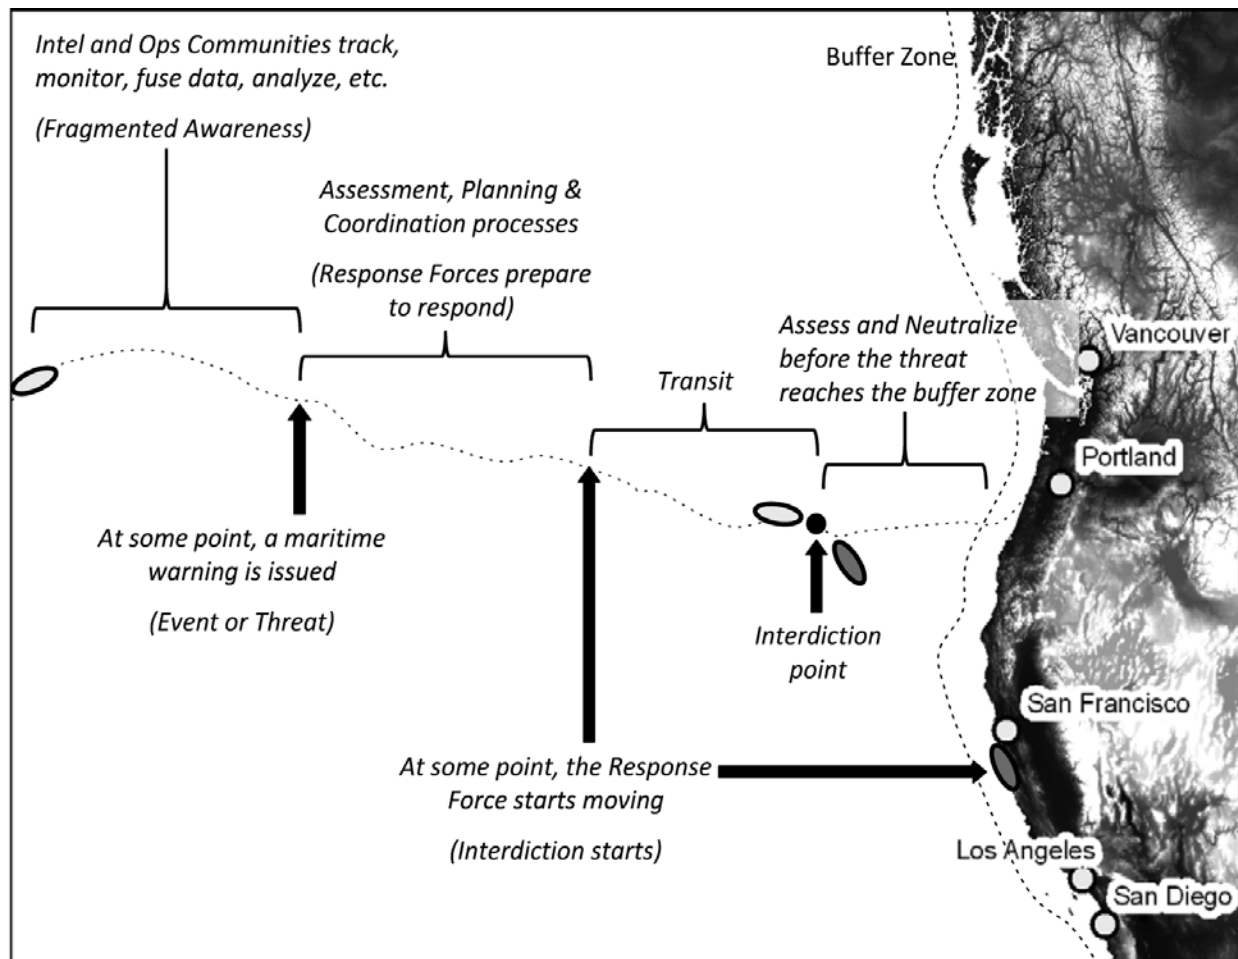 Intel and Ops Communities track,
monitor, fuse data, analyze, etc.
(Fragmented Awareness)
Buffer Zone
Assessment, Planning &
Coordination processes
(Response Forces prepare
to respond)
Assess and Neutralize
before the threat
reaches the buffer zone
Transit
Vancouver
Portland
At some point, a maritime
warning is issued
(Event or Threat)
Interdiction
point
San Francisco
At some point, the Response
Force starts moving
(Interdiction starts)
Los Angeles
San Diego